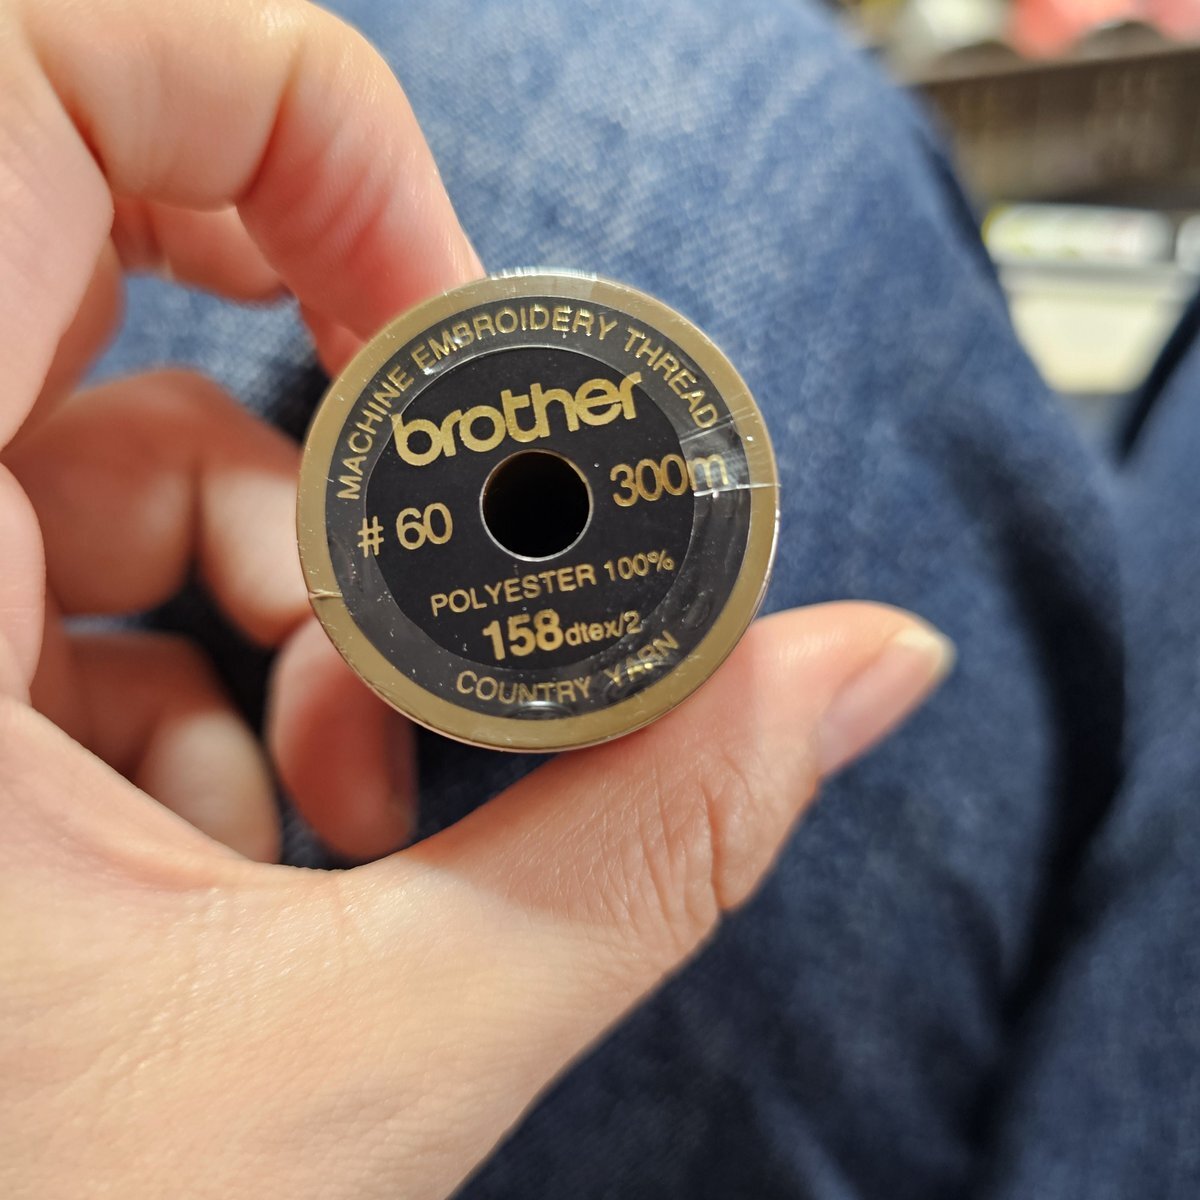 MACHINE EMBROIDERY THREAD
brother
# 60
300m
POLYESTER 100%
158dtex/2
COUNTRY YARN